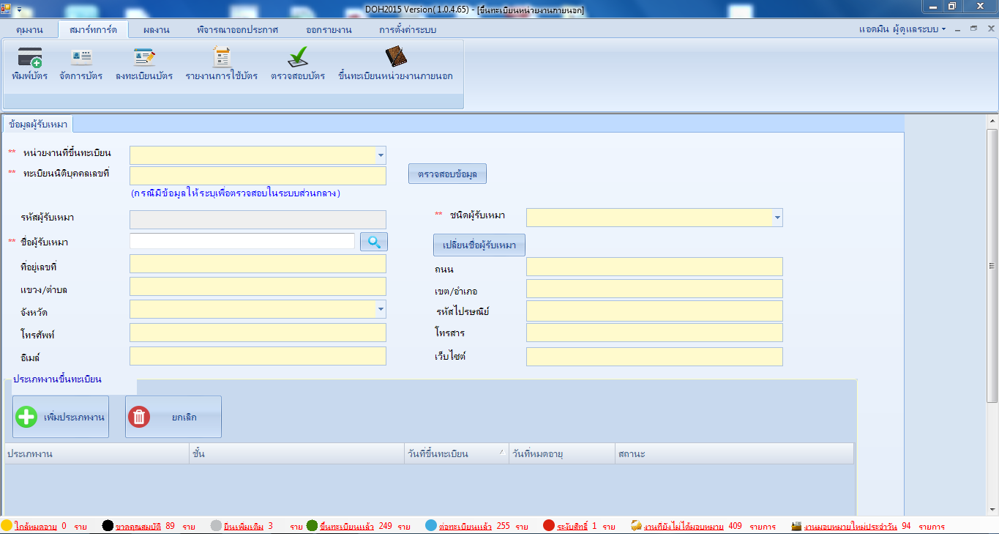 DOH2015 Version( 1.0.4.65) - [ขึ้นทะเบียนหน่วยงานภายนอก]
คุมงาน สมาร์ทการ์ด ผลงาน พิจารณาออกประกาศ ออกรายงาน การตั้งค่าระบบ แอดมิน ผู้ดูแลระบบ
พิมพ์บัตร จัดการบัตร ลงทะเบียนบัตร รายงานการใช้บัตร ตรวจสอบบัตร ขึ้นทะเบียนหน่วยงานภายนอก
ข้อมูลผู้รับเหมา
** หน่วยงานที่ขึ้นทะเบียน
** ทะเบียนนิติบุคคลเลขที่ ตรวจสอบข้อมูล
(กรณีมีข้อมูลให้ระบุเพื่อตรวจสอบในระบบส่วนกลาง)
รหัสผู้รับเหมา ** ชนิดผู้รับเหมา
** ชื่อผู้รับเหมา เปลี่ยนชื่อผู้รับเหมา
ที่อยู่เลขที่ ถนน
แขวง/ตำบล เขต/อำเภอ
จังหวัด รหัสไปรษณีย์
โทรศัพท์ โทรสาร
อีเมล์ เว็บไซต์
ประเภทงานขึ้นทะเบียน
เพิ่มประเภทงาน ยกเลิก
ประเภทงาน ชั้น วันที่ขึ้นทะเบียน วันที่หมดอายุ สถานะ
ใกล้หมดอายุ 0 ราย ขาดคุณสมบัติ 89 ราย ยื่นเพิ่มเติม 3 ราย ขึ้นทะเบียนแล้ว 249 ราย ต่อทะเบียนแล้ว 255 ราย ระงับสิทธิ์ 1 ราย งานที่ยังไม่ได้มอบหมาย 409 รายการ งานมอบหมายใหม่ประจำวัน 94 รายการ